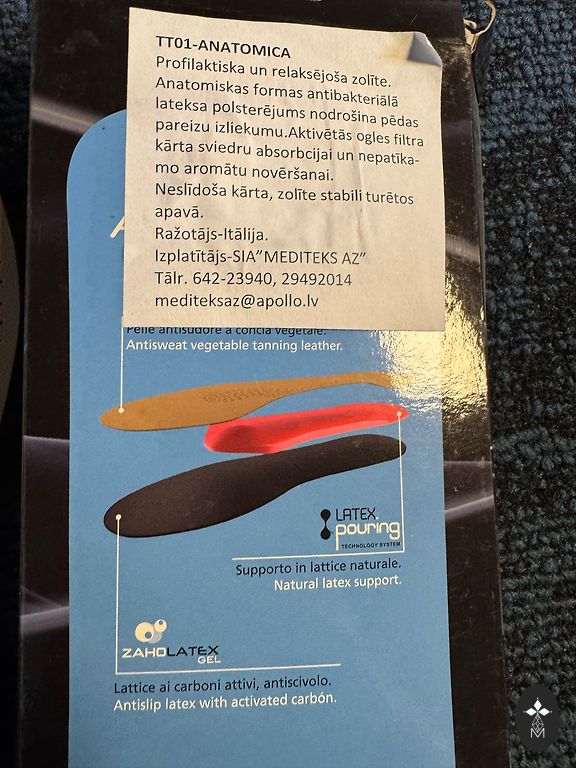 TT01-ANATOMICA
Profilaktiska un relaksējoša zolīte.
Anatomiskas formas antibakteriālā
lateksa polsterējums nodrošina pēdas
pareizu izliekumu.Aktivētās ogles filtra
kārta sviedru absorbcijai un nepatīka-
mo aromātu novēršanai.
Neslīdoša kārta, zolīte stabili turētos
apavā.
Ražotājs-Itālija.
Izplatītājs-SIA”MEDITEKS AZ”
Tālr. 642-23940, 29492014
mediteksaz@apollo.lv
Pelle antisudore a concia vegetale.
Antisweat vegetable tanning leather.
LATEX
pouring
TECHNOLOGY SYSTEM
Supporto in lattice naturale.
Natural latex support.
ZAHOLATEX
GEL
Lattice ai carboni attivi, antiscivolo.
Antislip latex with activated carbón.
M